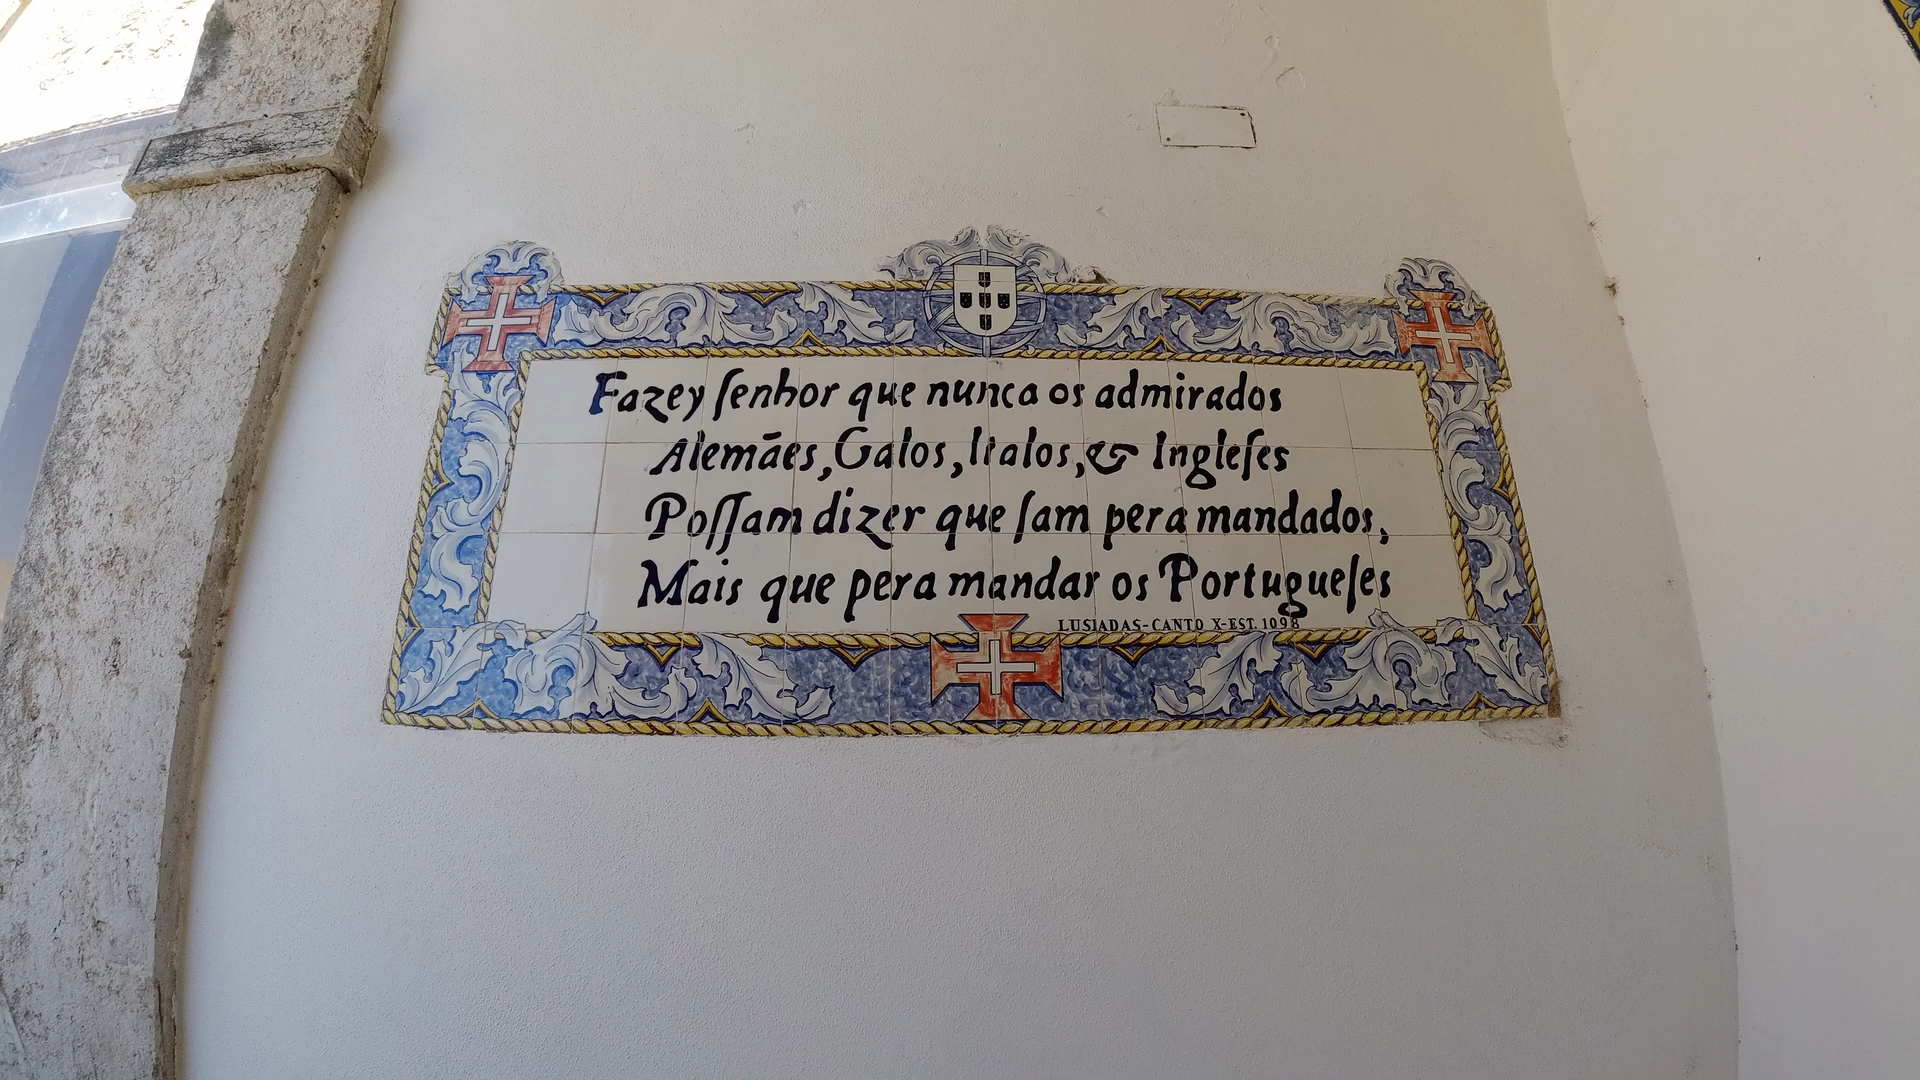 Fazey ſenhor que nunca os admirados
Alemães, Galos, Italos, & Ingleſes
Poſſam dizer que ſam pera mandados,
Mais que pera mandar os Portugueſes
LUSIADAS-CANTO X-EST. 1098